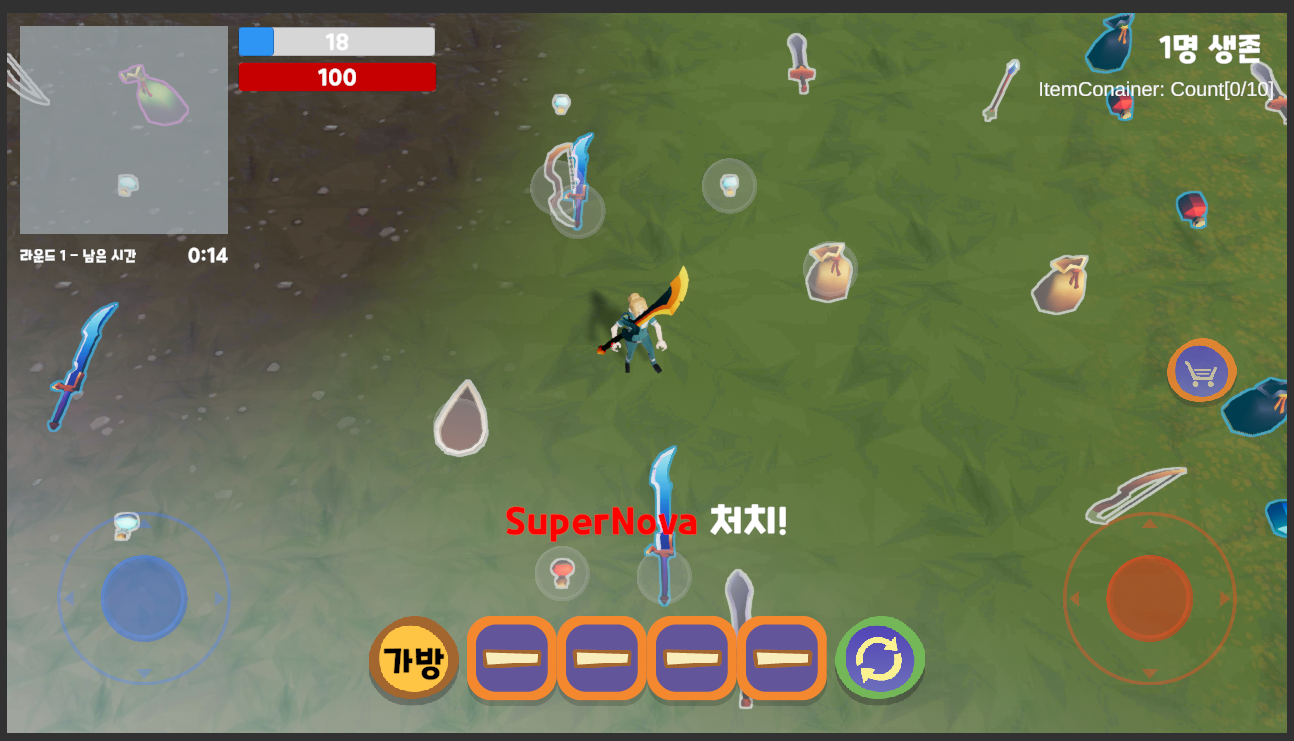 18
100
1명 생존
ItemConainer: Count[0/10]
라운드 1 - 남은 시간 0:14
SuperNova 처치!
가방